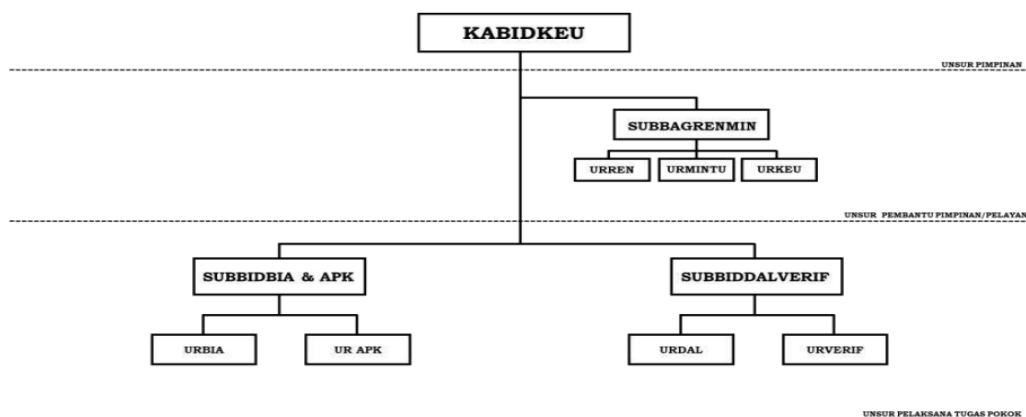 KABIDKEU
UNSUR PIMPINAN
SUBBAGRENMIN
URREN URMINTU URKEU
UNSUR PEMBANTU PIMPINAN/PELAYAN
SUBBIDBIA & APK SUBBIDDALVERIF
URBIA UR APK URDAL URVERIF
UNSUR PELAKSANA TUGAS POKOK